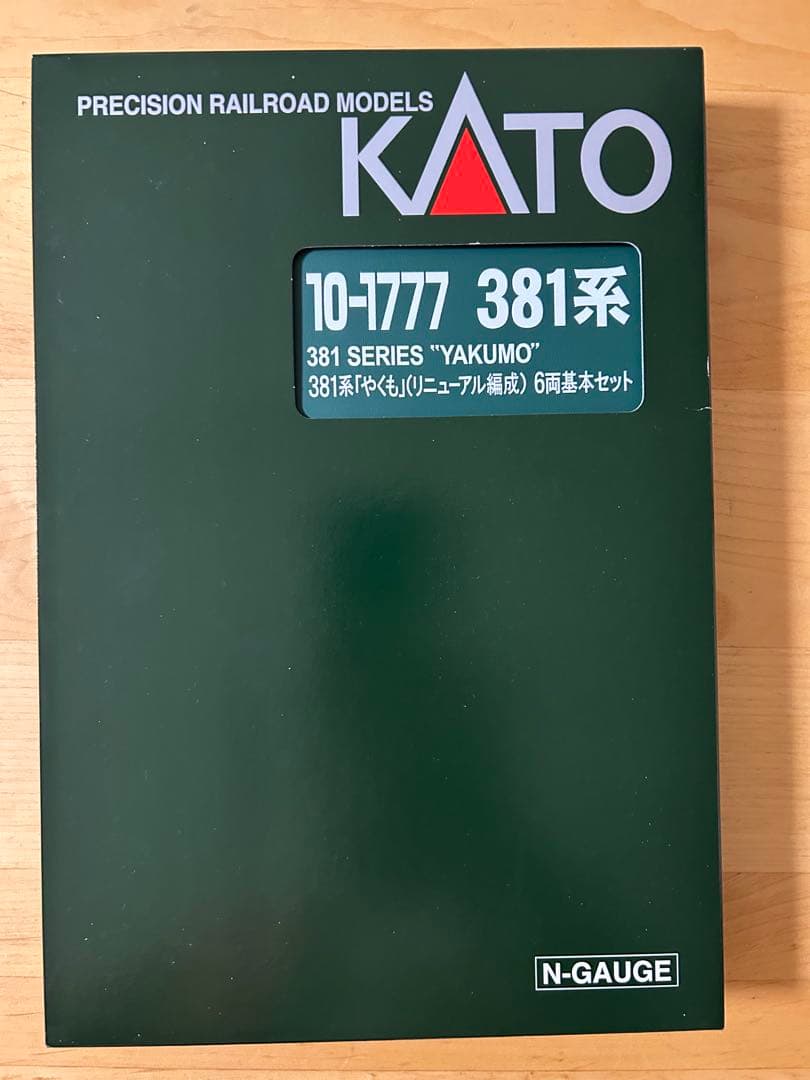 PRECISION RAILROAD MODELS
KATO
10-1777 381系
381 SERIES "YAKUMO"
381系「やくも」(リニューアル編成) 6両基本セット
N-GAUGE